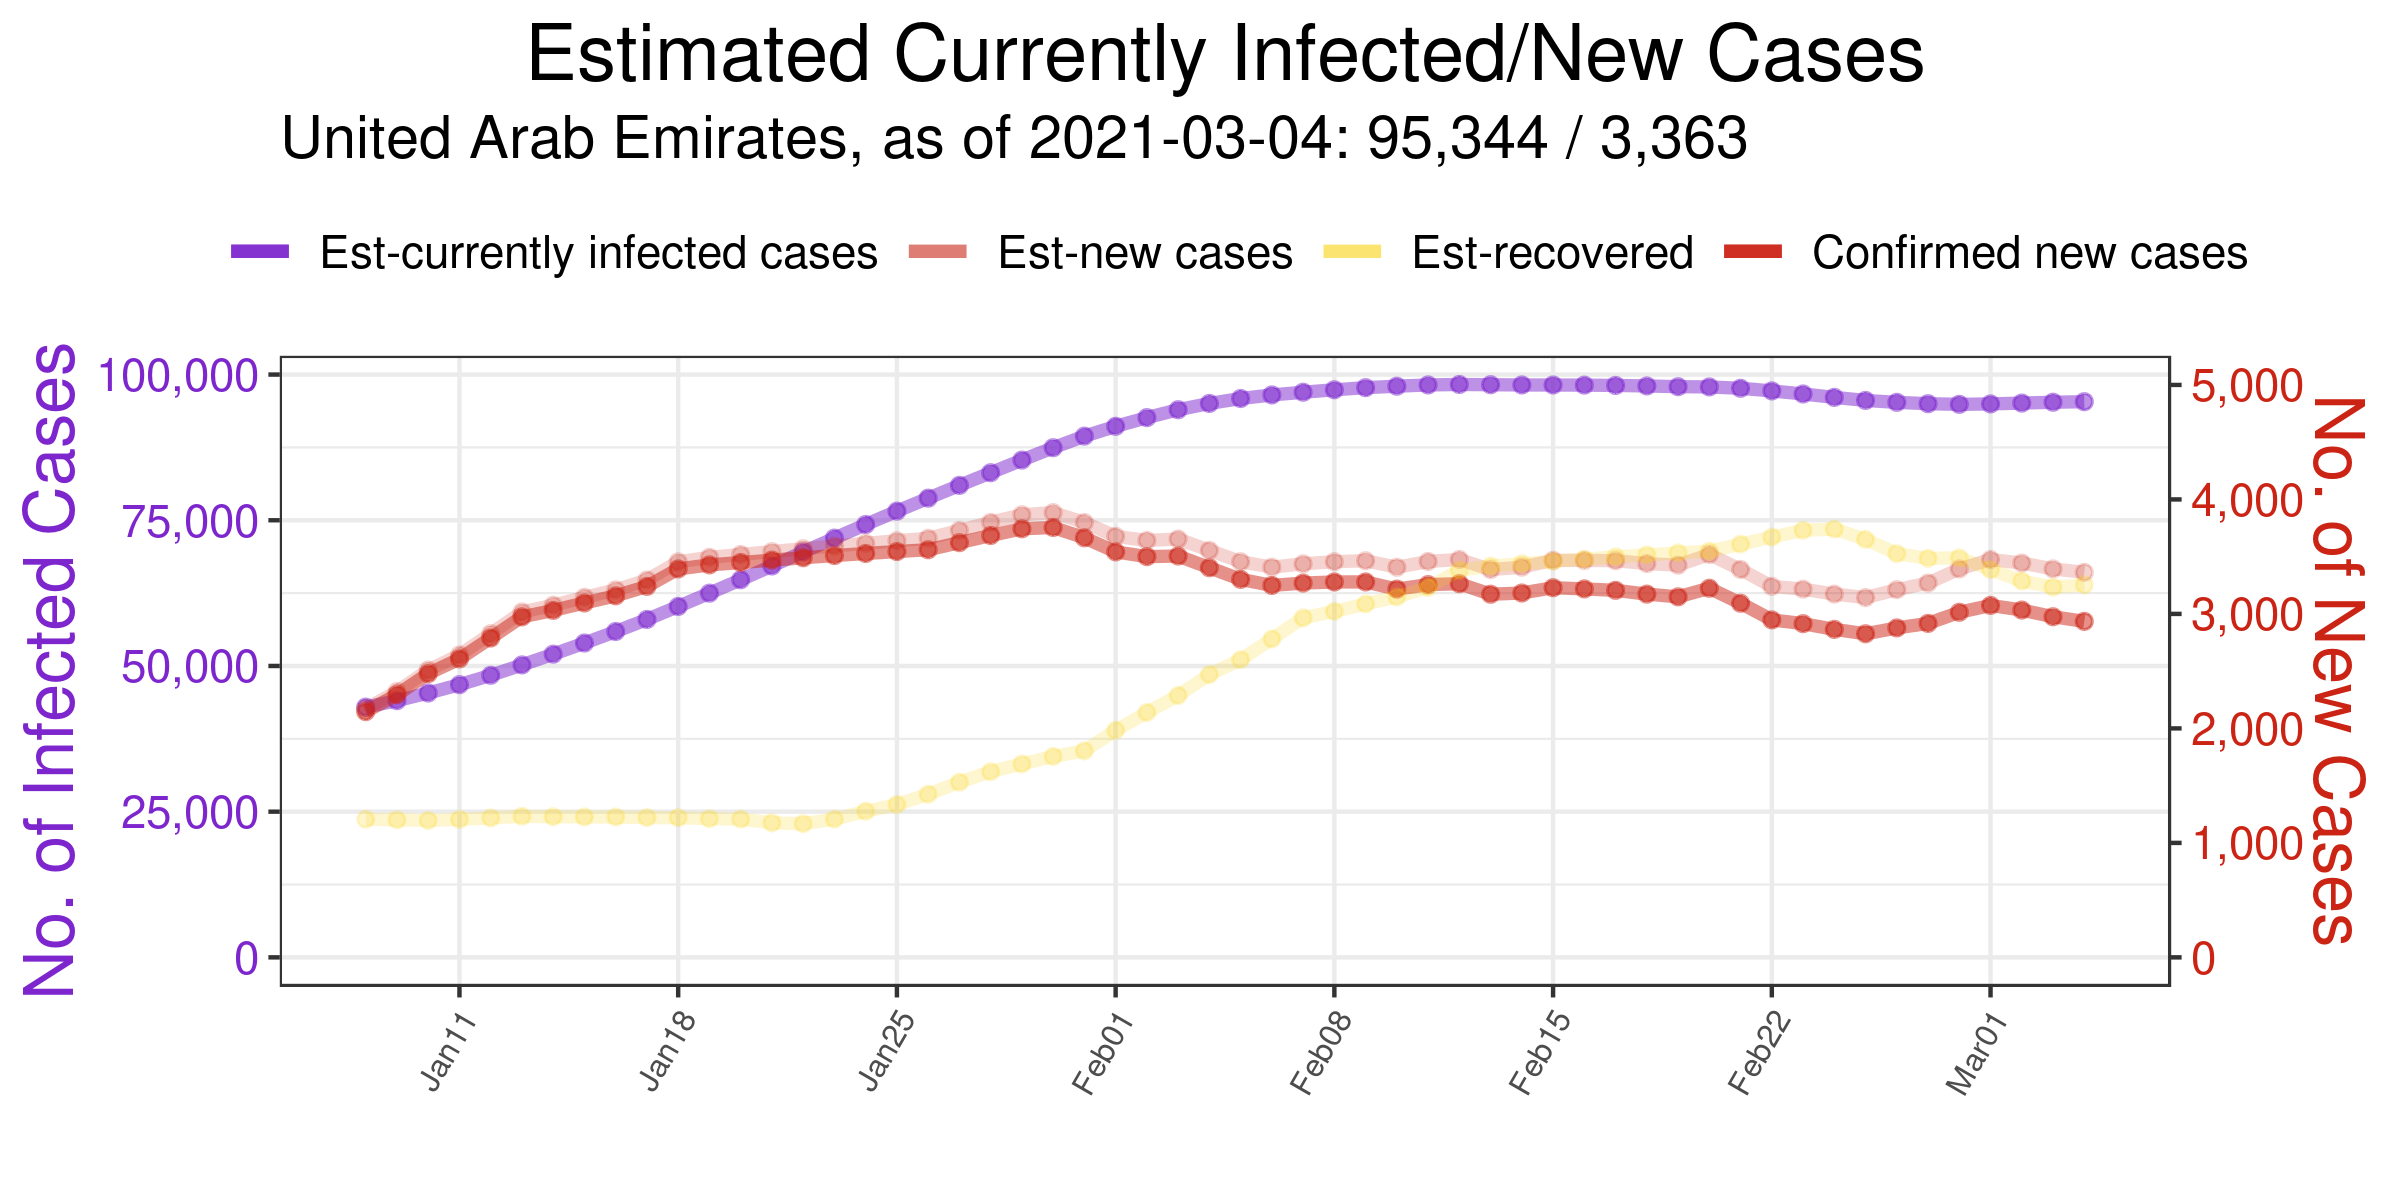 Estimated Currently Infected/New Cases
United Arab Emirates, as of 2021-03-04: 95,344 / 3,363
Est-currently infected cases Est-new cases Est-recovered Confirmed new cases
No. of Infected Cases
100,000
75,000
50,000
25,000
0
5,000
4,000
3,000
2,000
1,000
0
No. of New Cases
Jan11 Jan18 Jan25 Feb01 Feb08 Feb15 Feb22 Mar01